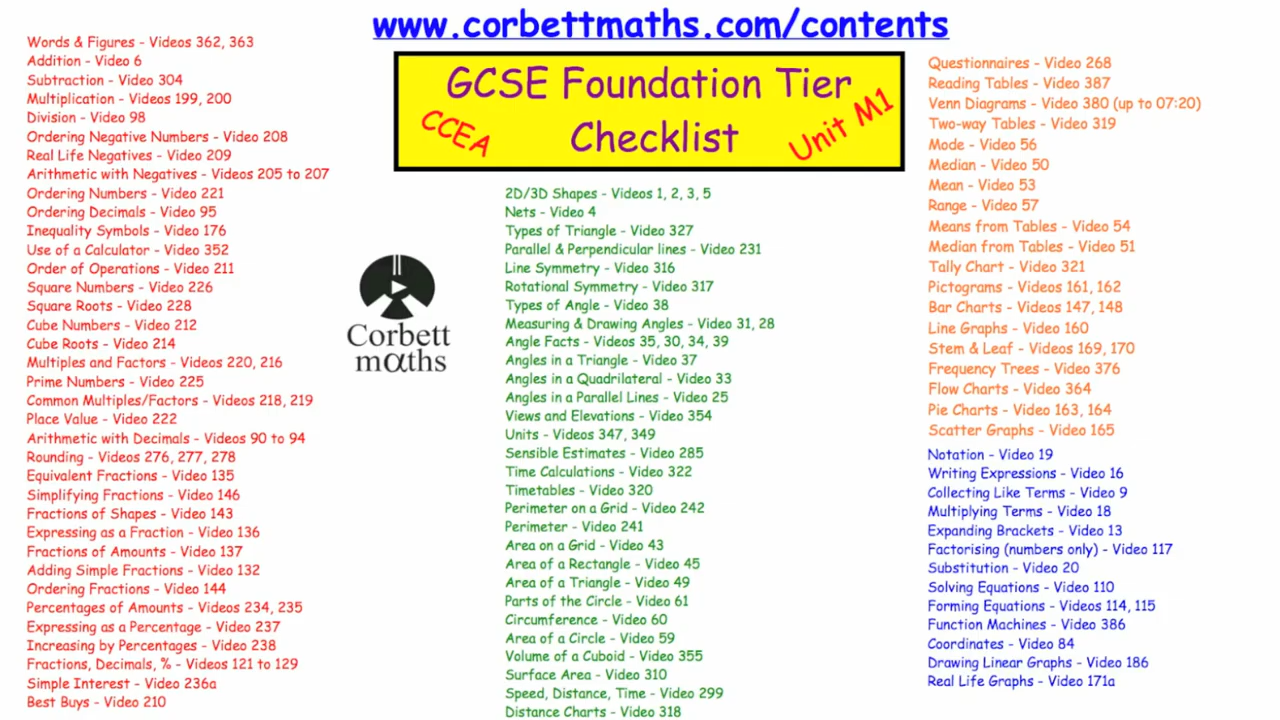 www.corbettmaths.com/contents
GCSE Foundation Tier
Checklist
CCEA
Unit M1
Words & Figures - Videos 362, 363
Addition - Video 6
Subtraction - Video 304
Multiplication - Videos 199, 200
Division - Video 98
Ordering Negative Numbers - Video 208
Real Life Negatives - Video 209
Arithmetic with Negatives - Videos 205 to 207
Ordering Numbers - Video 221
Ordering Decimals - Video 95
Inequality Symbols - Video 176
Use of a Calculator - Video 352
Order of Operations - Video 211
Square Numbers - Video 226
Square Roots - Video 228
Cube Numbers - Video 212
Cube Roots - Video 214
Multiples and Factors - Videos 220, 216
Prime Numbers - Video 225
Common Multiples/Factors - Videos 218, 219
Place Value - Video 222
Arithmetic with Decimals - Videos 90 to 94
Rounding - Videos 276, 277, 278
Equivalent Fractions - Video 135
Simplifying Fractions - Video 146
Fractions of Shapes - Video 143
Expressing as a Fraction - Video 136
Fractions of Amounts - Video 137
Adding Simple Fractions - Video 132
Ordering Fractions - Video 144
Percentages of Amounts - Videos 234, 235
Expressing as a Percentage - Video 237
Increasing by Percentages - Video 238
Fractions, Decimals, % - Videos 121 to 129
Simple Interest - Video 236a
Best Buys - Video 210
Corbett
mαths
2D/3D Shapes - Videos 1, 2, 3, 5
Nets - Video 4
Types of Triangle - Video 327
Parallel & Perpendicular lines - Video 231
Line Symmetry - Video 316
Rotational Symmetry - Video 317
Types of Angle - Video 38
Measuring & Drawing Angles - Video 31, 28
Angle Facts - Videos 35, 30, 34, 39
Angles in a Triangle - Video 37
Angles in a Quadrilateral - Video 33
Angles in a Parallel Lines - Video 25
Views and Elevations - Video 354
Units - Videos 347, 349
Sensible Estimates - Video 285
Time Calculations - Video 322
Timetables - Video 320
Perimeter on a Grid - Video 242
Perimeter - Video 241
Area on a Grid - Video 43
Area of a Rectangle - Video 45
Area of a Triangle - Video 49
Parts of the Circle - Video 61
Circumference - Video 60
Area of a Circle - Video 59
Volume of a Cuboid - Video 355
Surface Area - Video 310
Speed, Distance, Time - Video 299
Distance Charts - Video 318
Questionnaires - Video 268
Reading Tables - Video 387
Venn Diagrams - Video 380 (up to 07:20)
Two-way Tables - Video 319
Mode - Video 56
Median - Video 50
Mean - Video 53
Range - Video 57
Means from Tables - Video 54
Median from Tables - Video 51
Tally Chart - Video 321
Pictograms - Videos 161, 162
Bar Charts - Videos 147, 148
Line Graphs - Video 160
Stem & Leaf - Videos 169, 170
Frequency Trees - Video 376
Flow Charts - Video 364
Pie Charts - Video 163, 164
Scatter Graphs - Video 165
Notation - Video 19
Writing Expressions - Video 16
Collecting Like Terms - Video 9
Multiplying Terms - Video 18
Expanding Brackets - Video 13
Factorising (numbers only) - Video 117
Substitution - Video 20
Solving Equations - Video 110
Forming Equations - Videos 114, 115
Function Machines - Video 386
Coordinates - Video 84
Drawing Linear Graphs - Video 186
Real Life Graphs - Video 171a